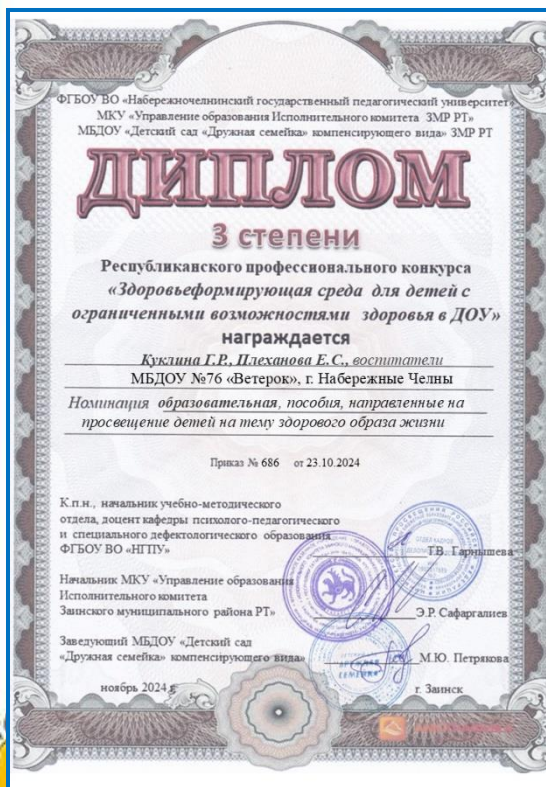 ФГБОУ ВО «Набережночелнинский государственный педагогический университет»
МКУ «Управление образования Исполнительного комитета ЗМР РТ»
МБДОУ «Детский сад «Дружная семейка» компенсирующего вида» ЗМР РТ
ДИПЛОМ
3 степени
Республиканского профессионального конкурса
«Здоровьеформирующая среда для детей с
ограниченными возможностями здоровья в ДОУ»
награждается
Куклина Г.Р., Плеханова Е.С., воспитатели
МБДОУ №76 «Ветерок», г. Набережные Челны
Номинация образовательная, пособия, направленные на
просвещение детей на тему здорового образа жизни
Приказ № 686 от 23.10.2024
К.п.н., начальник учебно-методического
отдела, доцент кафедры психолого-педагогического
и специального дефектологического образования
ФГБОУ ВО «НГПУ» Т.В. Гарнышева
Начальник МКУ «Управление образования
Исполнительного комитета
Заинского муниципального района РТ» Э.Р. Сафаргалиев
Заведующий МБДОУ «Детский сад
«Дружная семейка» компенсирующего вида» М.Ю. Петрякова
ноябрь 2024 г. г. Заинск